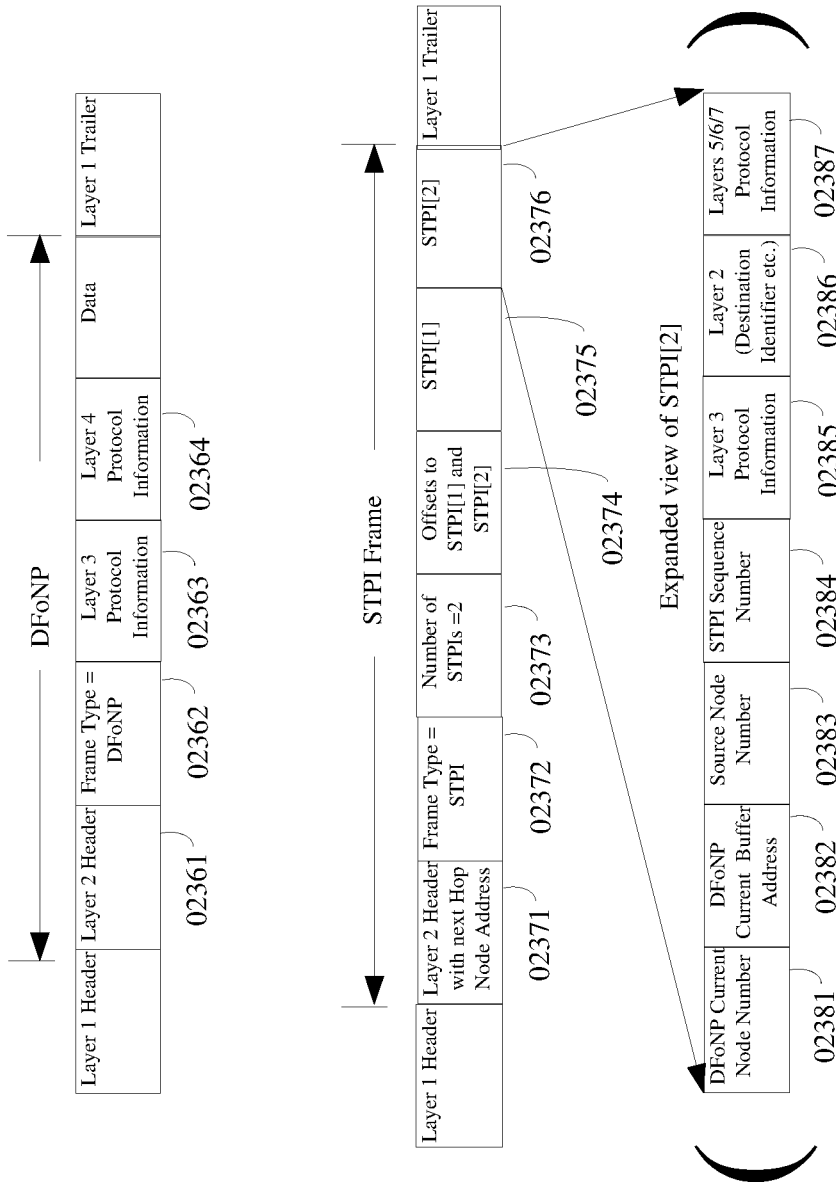 DFoNP
Layer 1 Header
Layer 2 Header
Frame Type =
DFoNP
Layer 3
Protocol
Information
Layer 4
Protocol
Information
Data
Layer 1 Trailer
02361
02362
02363
02364
STPI Frame
Layer 1 Header
Layer 2 Header
with next Hop
Node Address
Frame Type =
STPI
Number of
STPIs =2
Offsets to
STPI[1] and
STPI[2]
STPI[1]
STPI[2]
Layer 1 Trailer
02371
02372
02373
02374
02375
02376
Expanded view of STPI[2]
DFoNP Current
Node Number
DFoNP
Current Buffer
Address
Source Node
Number
STPI Sequence
Number
Layer 3
Protocol
Information
Layer 2
(Destination
Identifier etc.)
Layers 5/6/7
Protocol
Information
02381
02382
02383
02384
02385
02386
02387